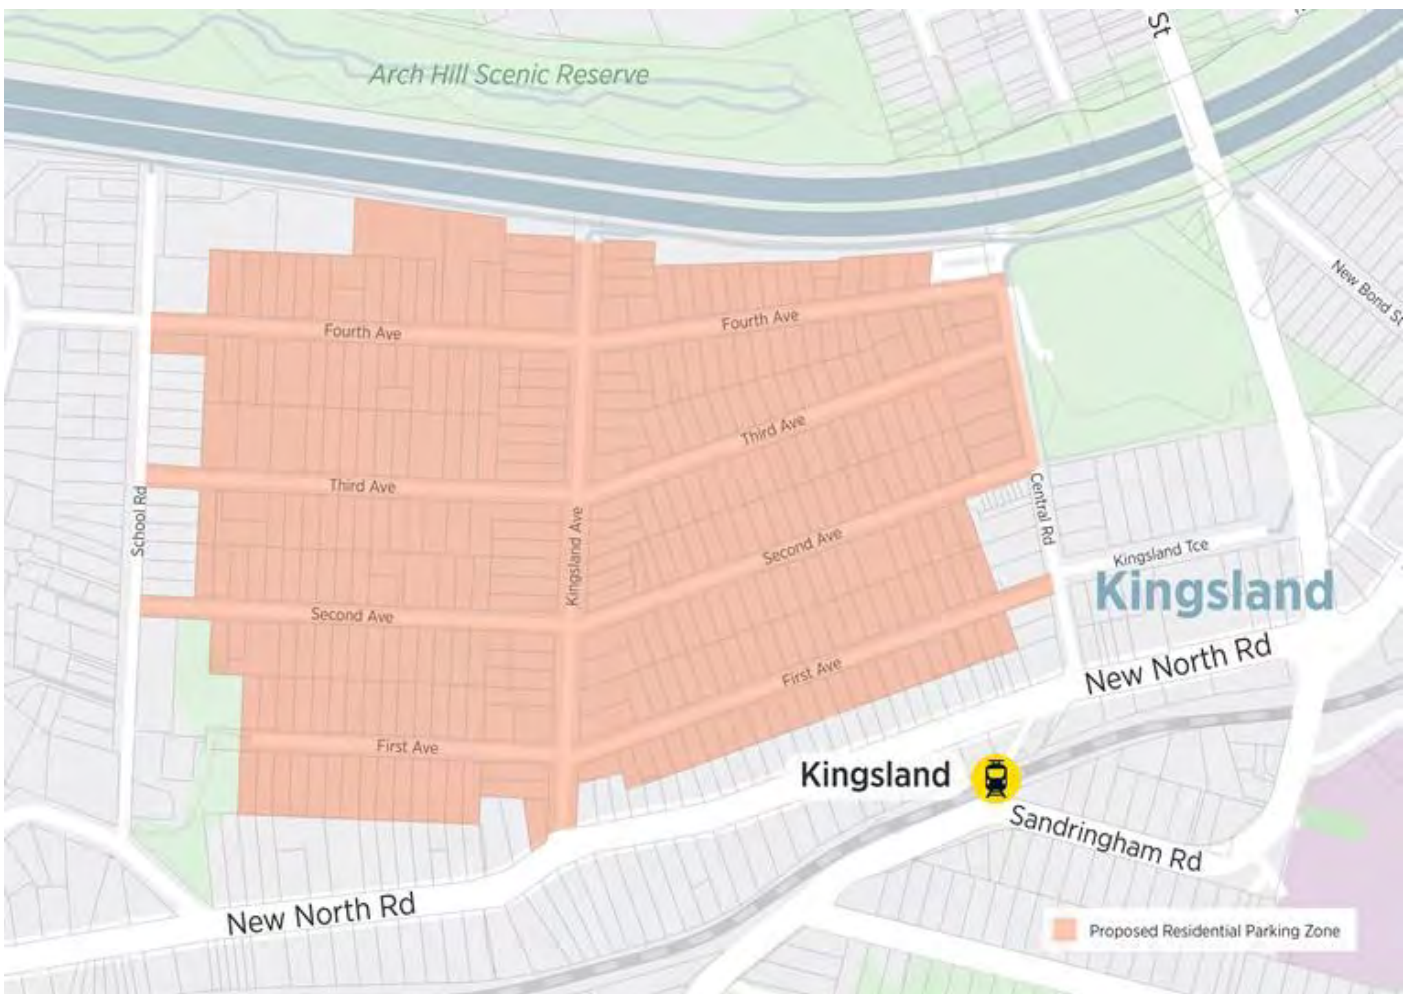 St
Arch Hill Scenic Reserve
New Bond St
Fourth Ave
Fourth Ave
Third Ave
Third Ave
School Rd
Kingsland Ave
Central Rd
Second Ave
Kingsland Tce
Kingsland
Second Ave
New North Rd
First Ave
First Ave
Kingsland
Sandringham Rd
New North Rd
Proposed Residential Parking Zone